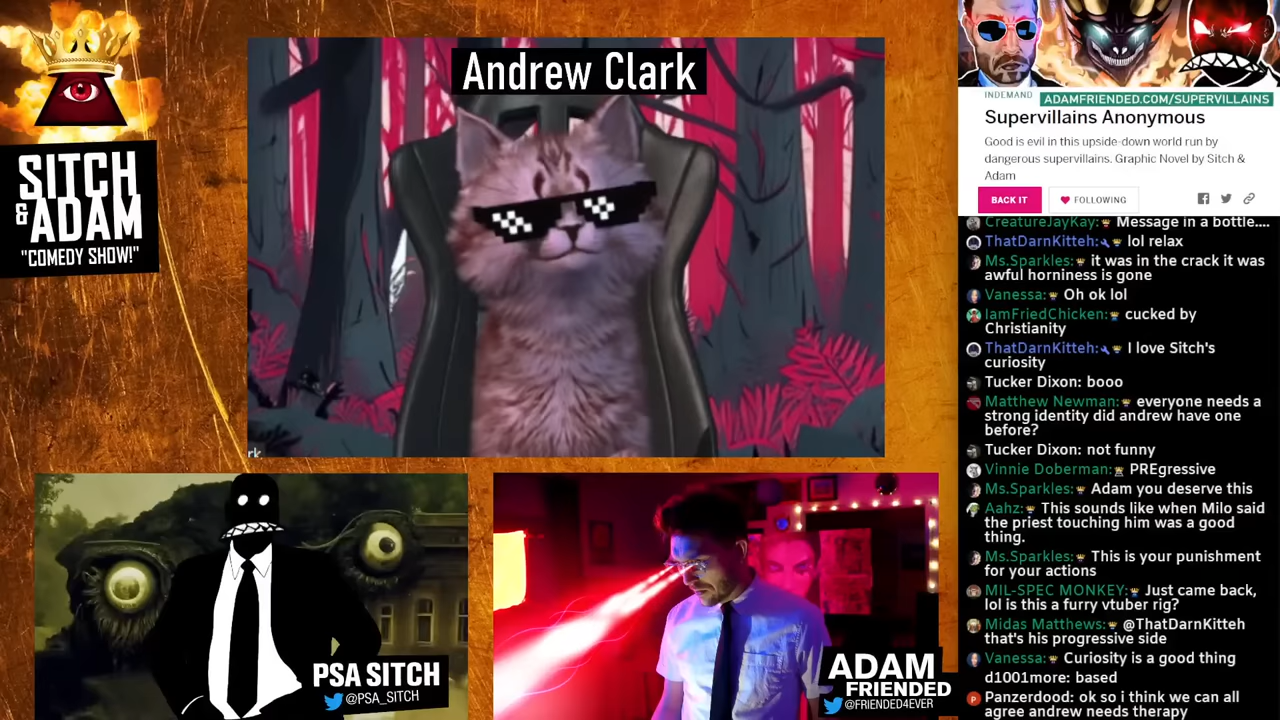 SITCH
& ADAM
"COMEDY SHOW!"
Andrew Clark
rk
PSA SITCH
@PSA_SITCH
ADAM
FRIENDED
@FRIENDED4EVER
INDEMAND
ADAMFRIENDED.COM/SUPERVILLAINS
Supervillains Anonymous
Good is evil in this upside-down world run by
dangerous supervillains. Graphic Novel by Sitch &
Adam
BACK IT
FOLLOWING
CreatureJayKay: Message in a bottle....
ThatDarnKitteh: lol relax
Ms.Sparkles: it was in the crack it was
awful horniness is gone
Vanessa: Oh ok lol
IamFriedChicken: cucked by
Christianity
ThatDarnKitteh: I love Sitch's
curiosity
Tucker Dixon: booo
Matthew Newman: everyone needs a
strong identity did andrew have one
before?
Tucker Dixon: not funny
Vinnie Doberman: PREgressive
Ms.Sparkles: Adam you deserve this
Aahz: This sounds like when Milo said
the priest touching him was a good
thing.
Ms.Sparkles: This is your punishment
for your actions
MIL-SPEC MONKEY: Just came back,
lol is this a furry vtuber rig?
Midas Matthews: @ThatDarnKitteh
that's his progressive side
Vanessa: Curiosity is a good thing
d1001more: based
Panzerdood: ok so i think we can all
agree andrew needs therapy